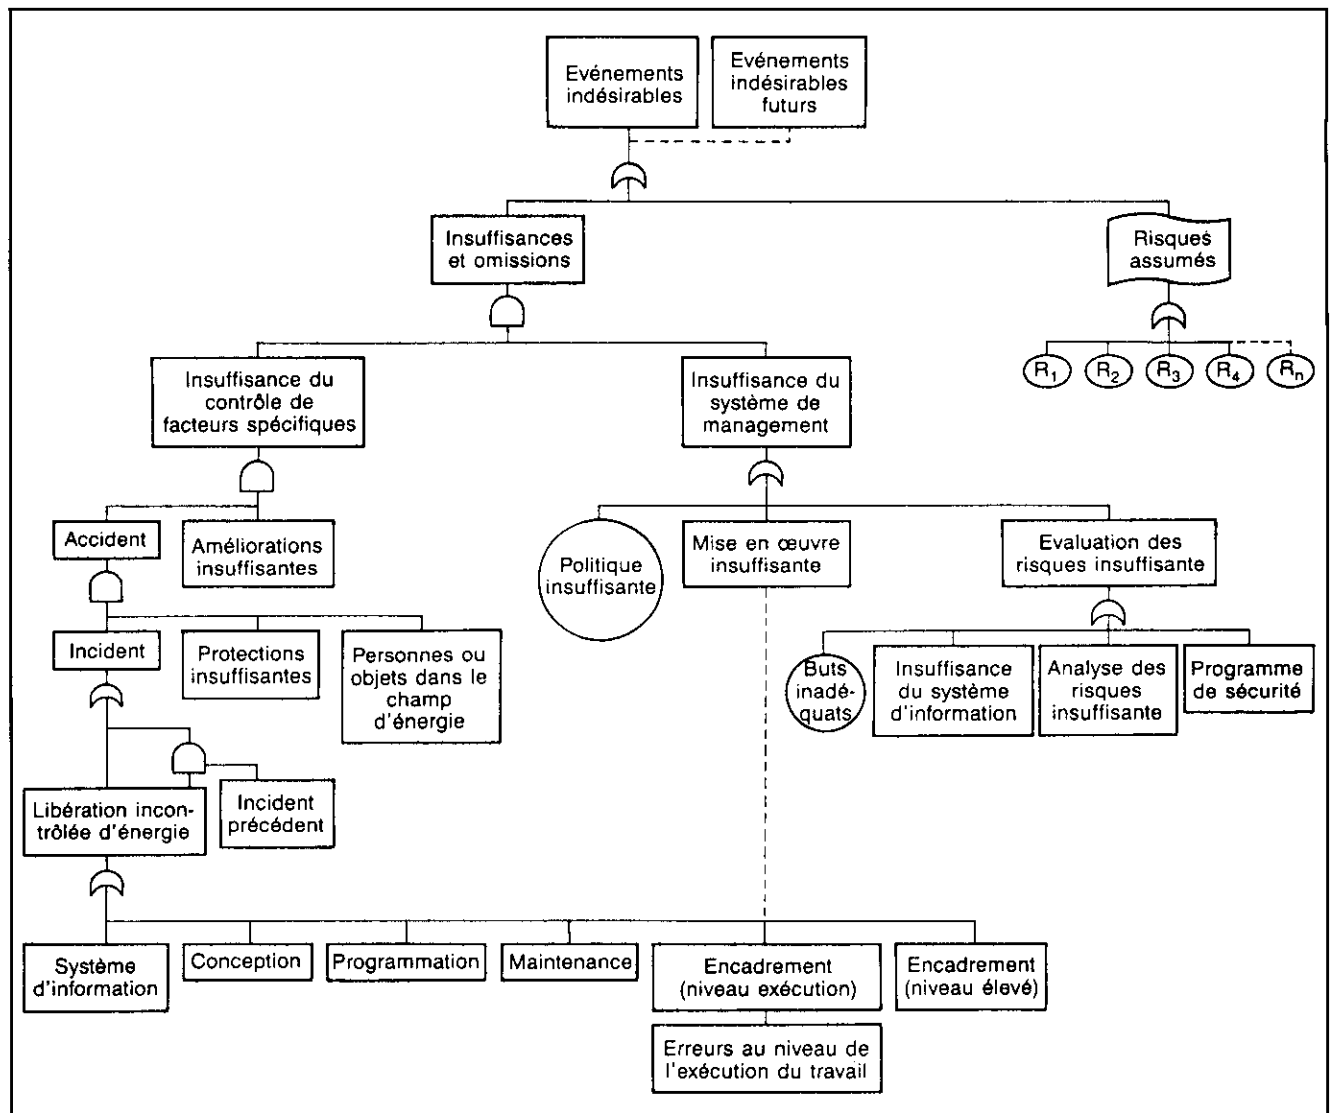 Evénements
indésirables
Evénements
indésirables
futurs
Insuffisances
et omissions
Risques
assumés
R1
R2
R3
R4
Rn
Insuffisance du
contrôle de
facteurs spécifiques
Insuffisance du
système de
management
Accident
Améliorations
insuffisantes
Politique
insuffisante
Mise en œuvre
insuffisante
Evaluation des
risques insuffisante
Incident
Protections
insuffisantes
Personnes ou
objets dans le
champ
d'énergie
Buts
inadé-
quats
Insuffisance
du système
d'information
Analyse des
risques
insuffisante
Programme
de sécurité
Libération incon-
trôlée d'énergie
Incident
précédent
Système
d'information
Conception
Programmation
Maintenance
Encadrement
(niveau exécution)
Encadrement
(niveau élevé)
Erreurs au niveau de
l'exécution du travail